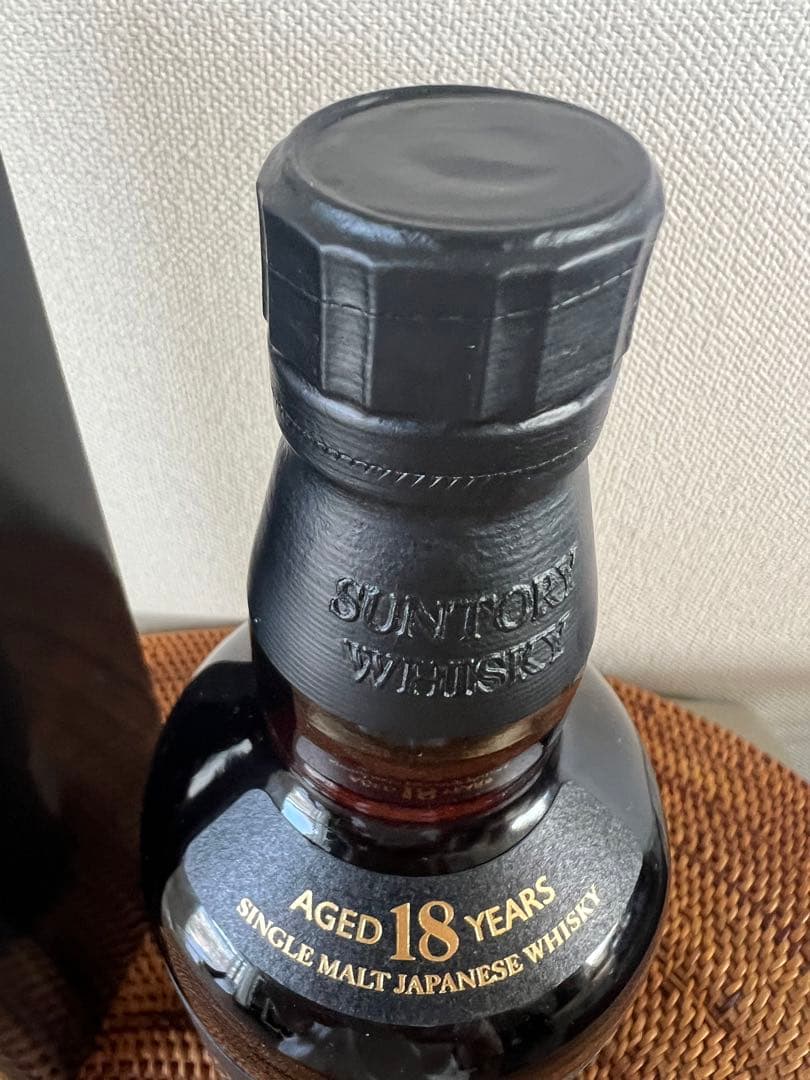 SUNTORY
WHISKY
AGED 18 YEARS
SINGLE MALT JAPANESE WHISKY